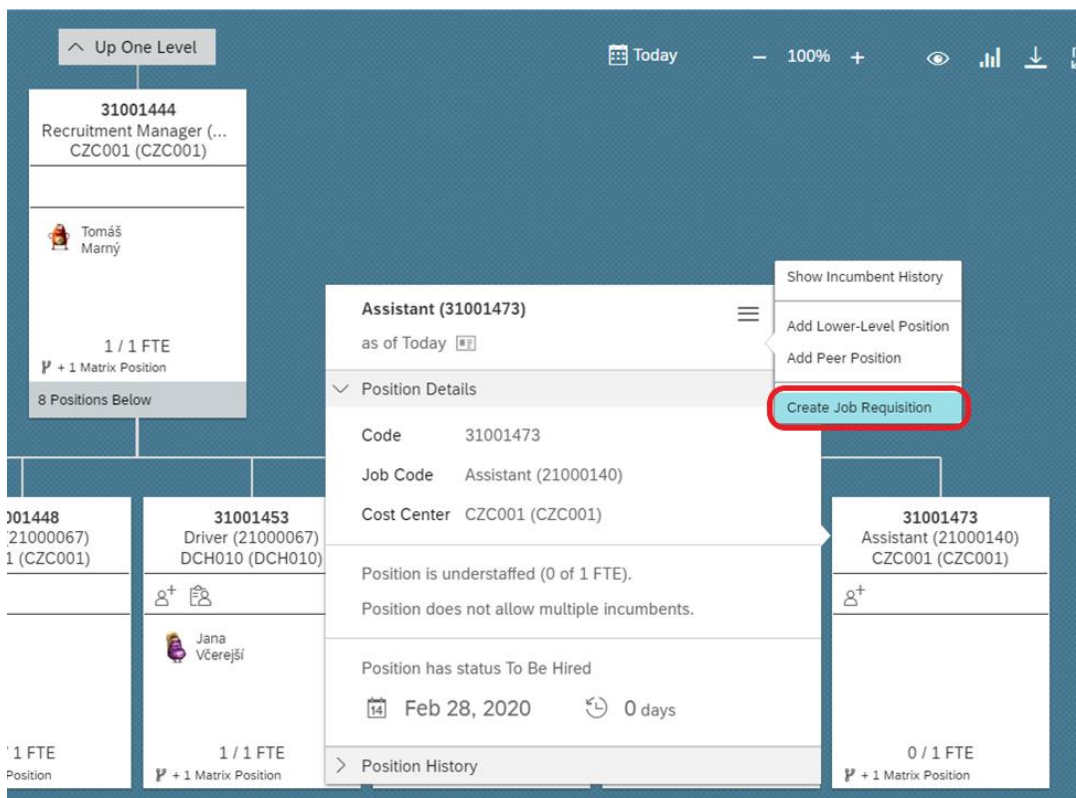 Up One Level
Today
– 100% +
31001444
Recruitment Manager (...
CZC001 (CZC001)
Tomáš
Marný
1 / 1 FTE
+ 1 Matrix Position
8 Positions Below
Assistant (31001473)
as of Today
Position Details
Code 31001473
Job Code Assistant (21000140)
Cost Center CZC001 (CZC001)
Position is understaffed (0 of 1 FTE).
Position does not allow multiple incumbents.
Position has status To Be Hired
14 Feb 28, 2020 0 days
Position History
Show Incumbent History
Add Lower-Level Position
Add Peer Position
Create Job Requisition
001448
(21000067)
1 (CZC001)
1 FTE
Position
31001453
Driver (21000067)
DCH010 (DCH010)
Jana
Včerejší
1 / 1 FTE
+ 1 Matrix Position
31001473
Assistant (21000140)
CZC001 (CZC001)
0 / 1 FTE
+ 1 Matrix Position